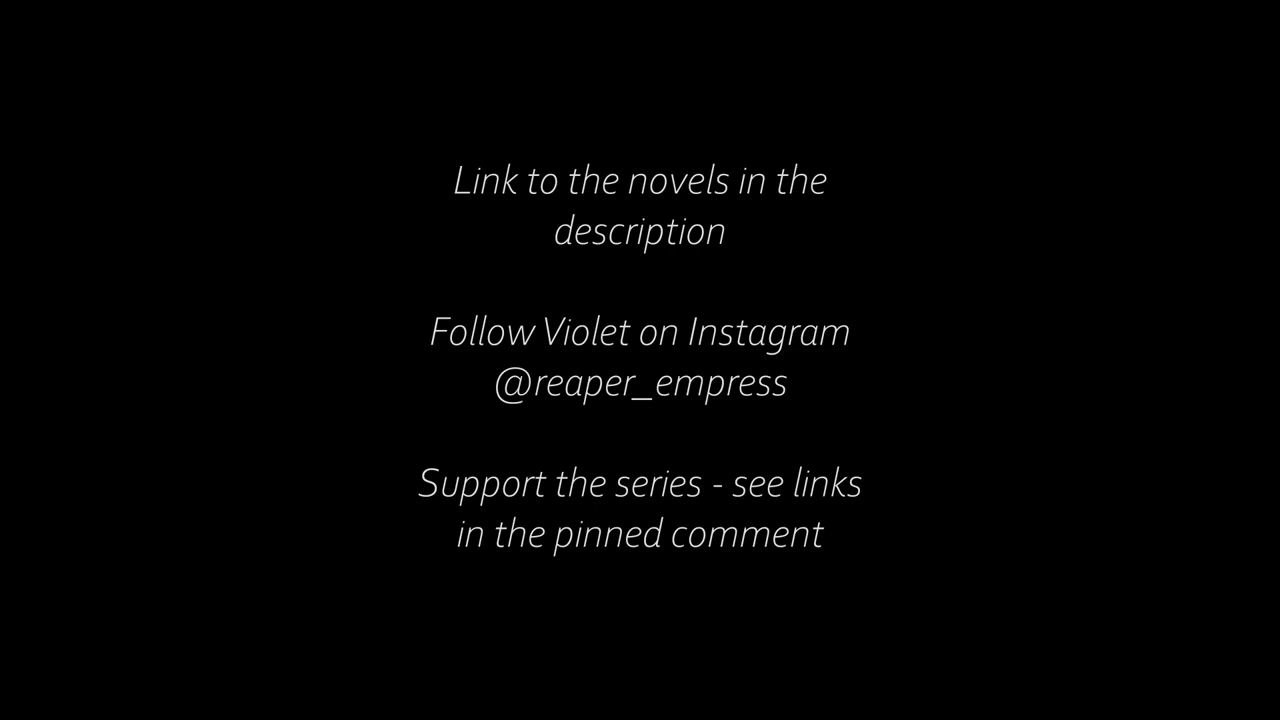 Link to the novels in the
description
Follow Violet on Instagram
@reaper_empress
Support the series - see links
in the pinned comment